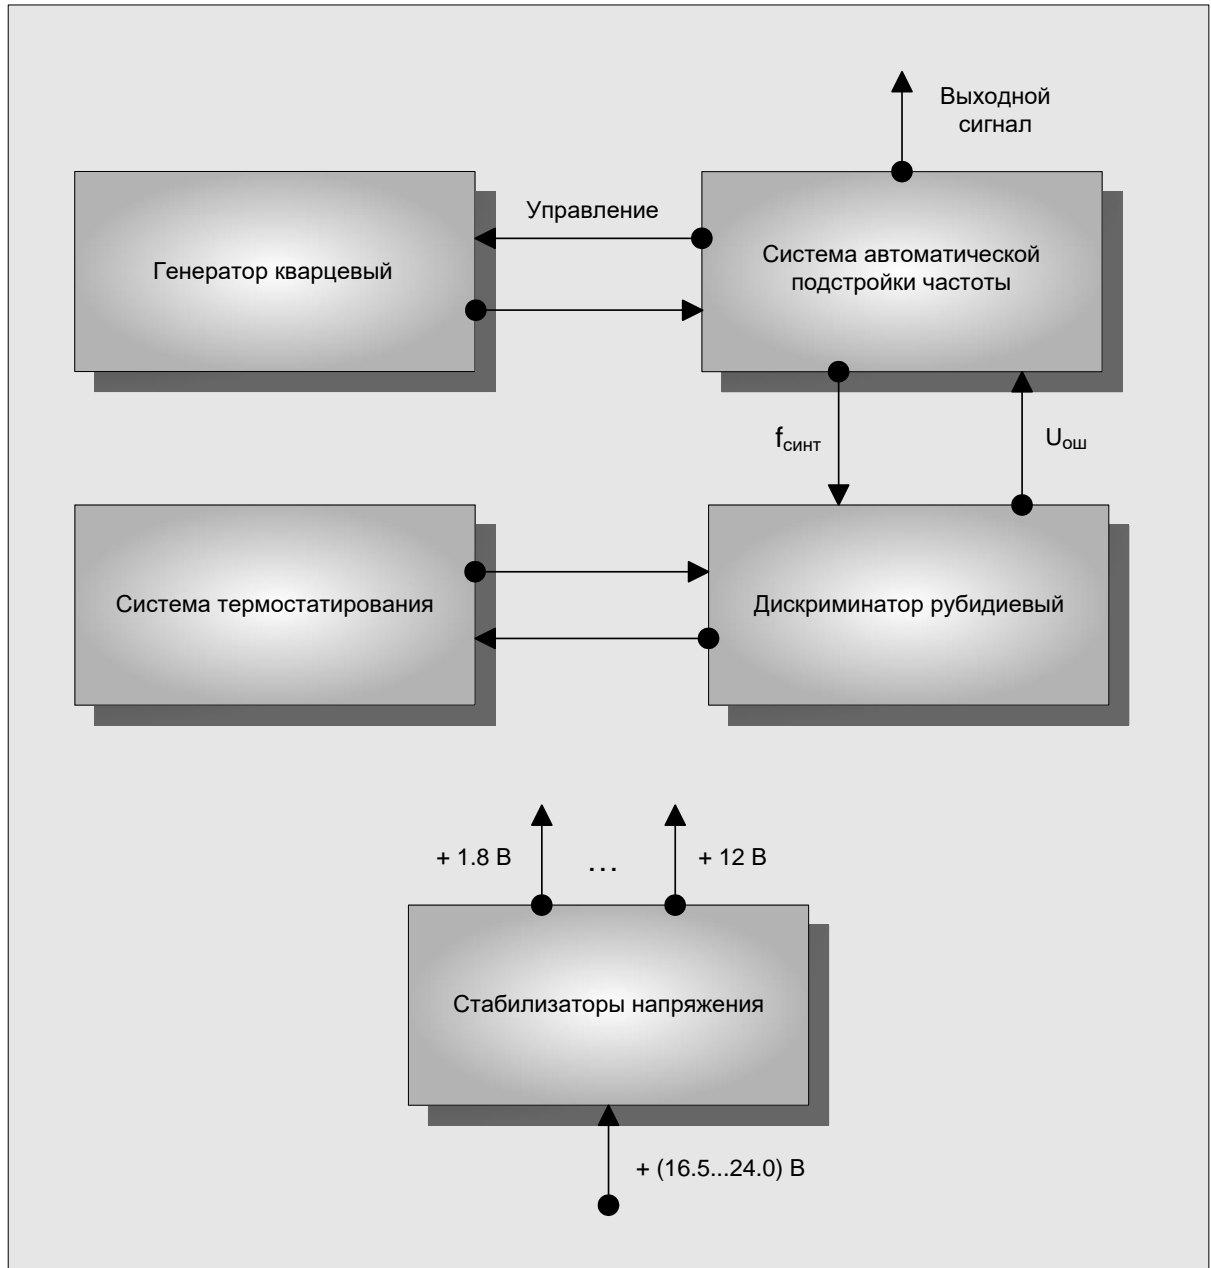 Выходной
сигнал
Управление
Генератор кварцевый
Система автоматической
подстройки частоты
fсинт
Uош
Система термостатирования
Дискриминатор рубидиевый
+ 1.8 В
...
+ 12 В
Стабилизаторы напряжения
+ (16.5...24.0) В